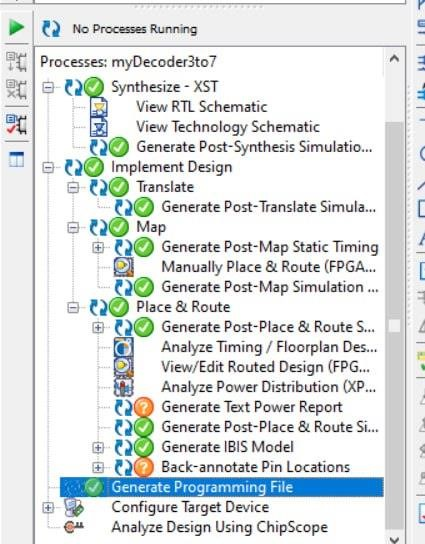 No Processes Running
Processes: myDecoder3to7
Synthesize - XST
View RTL Schematic
View Technology Schematic
Generate Post-Synthesis Simulatio...
Implement Design
Translate
Generate Post-Translate Simula...
Map
Generate Post-Map Static Timing
Manually Place & Route (FPGA...
Generate Post-Map Simulation ...
Place & Route
Generate Post-Place & Route S...
Analyze Timing / Floorplan Des...
View/Edit Routed Design (FPG...
Analyze Power Distribution (XP...
Generate Text Power Report
Generate Post-Place & Route Si...
Generate IBIS Model
Back-annotate Pin Locations
Generate Programming File
Configure Target Device
Analyze Design Using ChipScope